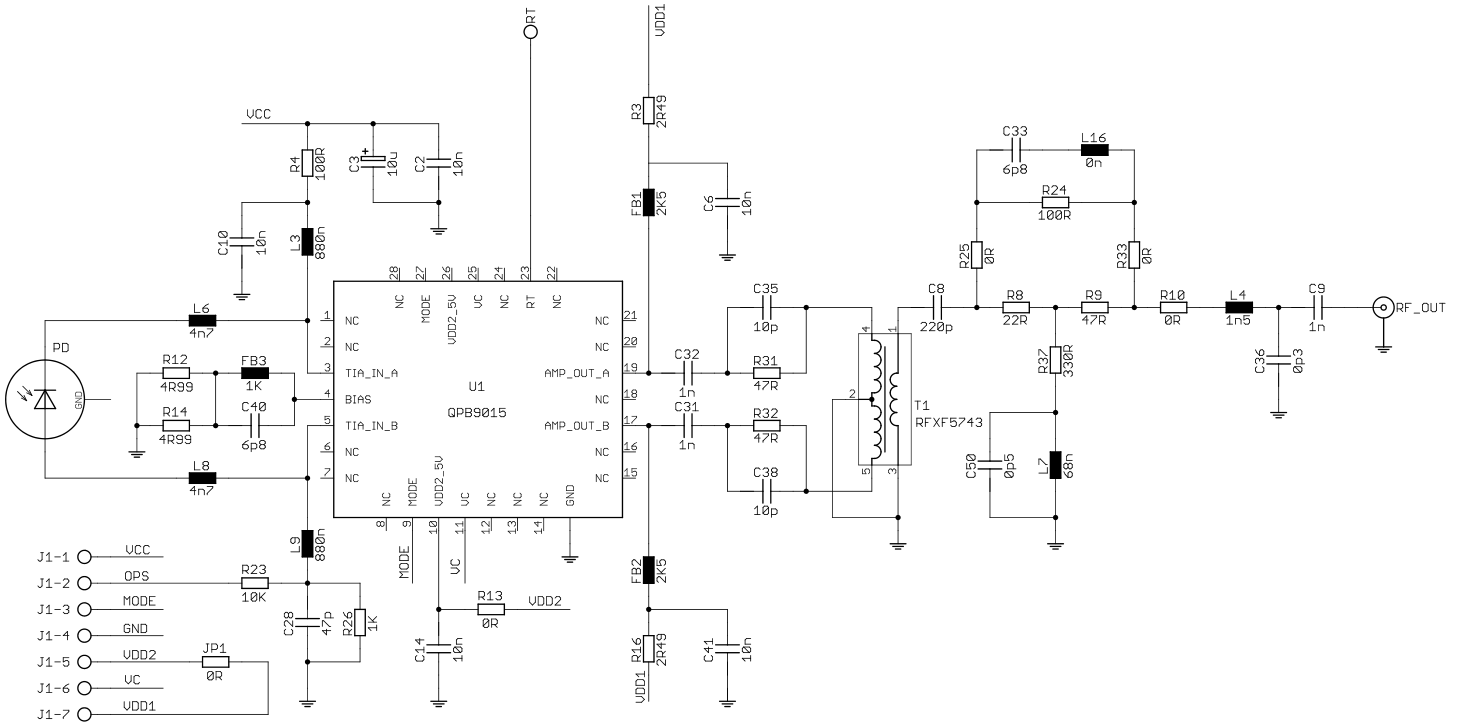 RT
VDD1
R3
2R49
VCC
R4
100R
C3
+
10u
C2
10n
C10
10n
L3
880n
FB1
2K5
C6
10n
C33
6p8
L16
0n
R24
100R
R25
0R
R33
0R
28
27
26
25
24
23
22
NC
MODE
VDD2_5V
VC
NC
RT
NC
L6
4n7
PD
GND
R12
4R99
FB3
1K
R14
4R99
C40
6p8
L8
4n7
1 NC
2 NC
3 TIA_IN_A
4 BIAS
5 TIA_IN_B
6 NC
7 NC
U1
QPB9015
NC 21
NC 20
AMP_OUT_A 19
NC 18
AMP_OUT_B 17
NC 16
NC 15
NC
MODE
VDD2_5V
VC
NC
NC
NC
GND
8
9
10
11
12
13
14
C35
10p
C32
1n
R31
47R
C31
1n
R32
47R
C38
10p
4
1
2
5
3
T1
RFXF5743
C8
220p
R8
22R
R9
47R
R10
0R
L4
1n5
C9
1n
RF_OUT
R37
330R
C36
0p3
C50
0p5
L7
68n
L9
880n
MODE
VC
FB2
2K5
J1-1 VCC
J1-2 OPS
J1-3 MODE
J1-4 GND
J1-5 VDD2
J1-6 VC
J1-7 VDD1
JP1
0R
R23
10K
C28
47p
R26
1K
R13
0R
VDD2
C14
10n
R16
2R49
VDD1
C41
10n